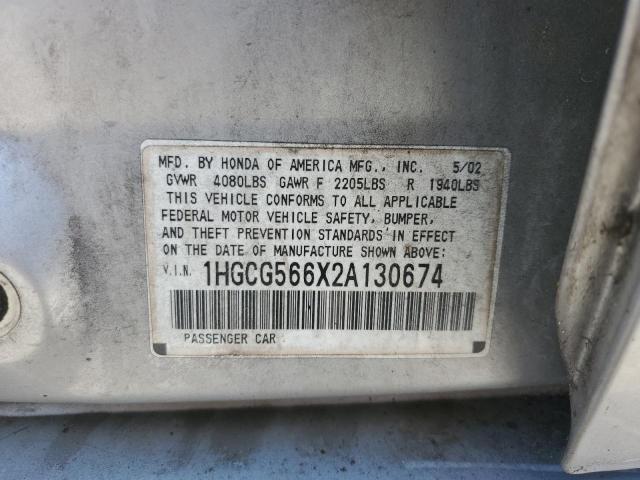 MFD. BY HONDA OF AMERICA MFG., INC. 5/02
GVWR 4080LBS GAWR F 2205LBS R 1940LBS
THIS VEHICLE CONFORMS TO ALL APPLICABLE
FEDERAL MOTOR VEHICLE SAFETY, BUMPER,
AND THEFT PREVENTION STANDARDS IN EFFECT
ON THE DATE OF MANUFACTURE SHOWN ABOVE:
V.I.N. 1HGCG566X2A130674
PASSENGER CAR